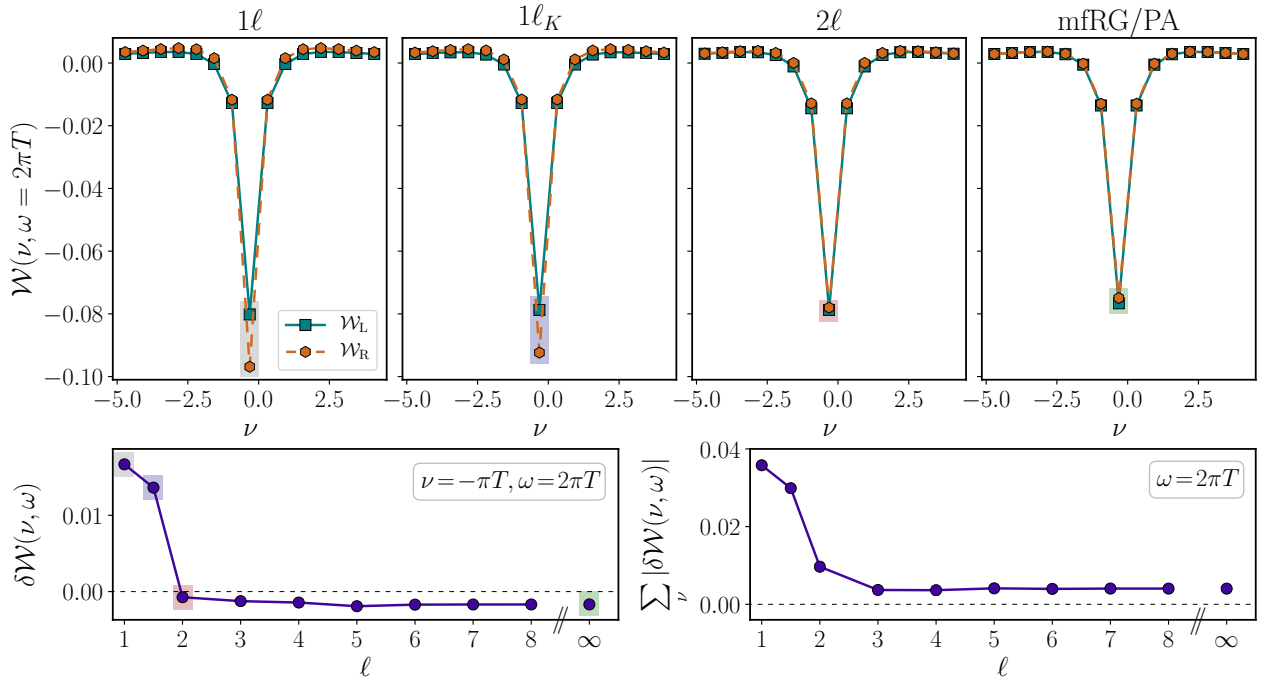 1ℓ
1ℓ_K
2ℓ
mfRG/PA
𝒲(ν, ω = 2πT)
0.00
−0.02
−0.04
−0.06
−0.08
−0.10
𝒲_L
𝒲_R
−5.0 −2.5 0.0 2.5
−5.0 −2.5 0.0 2.5
−5.0 −2.5 0.0 2.5
−5.0 −2.5 0.0 2.5
ν
ν
ν
ν
δ𝒲(ν, ω)
0.01
0.00
ν = −πT, ω = 2πT
1 2 3 4 5 6 7 8 // ∞
ℓ
∑_ν |δ𝒲(ν, ω)|
0.04
0.02
0.00
ω = 2πT
1 2 3 4 5 6 7 8 // ∞
ℓ